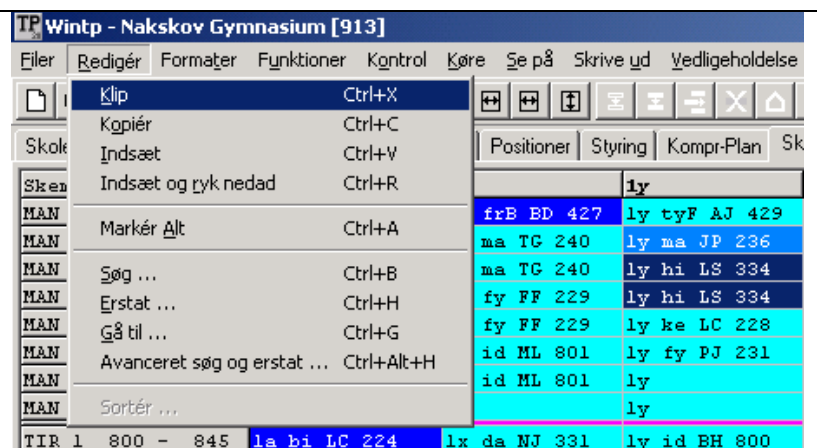 Wintp - Nakskov Gymnasium [913]
Filer Redigér Formater Funktioner Kontrol Køre Se på Skrive ud Vedligeholdelse
Klip Ctrl+X
Kopiér Ctrl+C
Indsæt Ctrl+V
Indsæt og ryk nedad Ctrl+R
Markér Alt Ctrl+A
Søg ... Ctrl+B
Erstat ... Ctrl+H
Gå til ... Ctrl+G
Avanceret søg og erstat ... Ctrl+Alt+H
Sortér ...
Positioner Styring Kompr-Plan
1y
MAN frB BD 427 1y tyF AJ 429
MAN ma TG 240 1y ma JP 236
MAN ma TG 240 1y hi LS 334
MAN fy FF 229 1y hi LS 334
MAN fy FF 229 1y ke LC 228
MAN id ML 801 1y fy PJ 231
MAN id ML 801 1y
MAN 1y
TIR 1 800 - 845 1a bi LC 224 1x da NJ 331 1y id BH 800